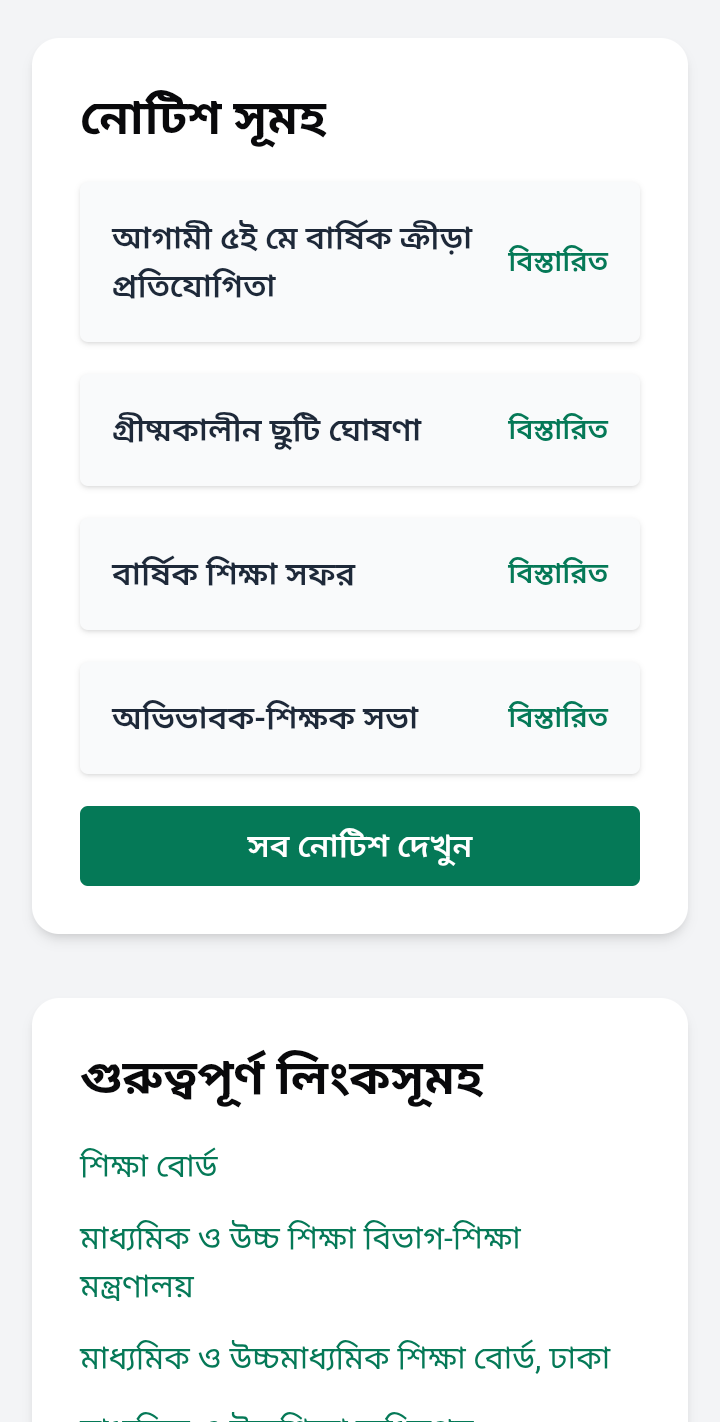 নোটিশ সূমহ
আগামী ৫ই মে বার্ষিক ক্রীড়া
প্রতিযোগিতা
বিস্তারিত
গ্রীষ্মকালীন ছুটি ঘোষণা
বিস্তারিত
বার্ষিক শিক্ষা সফর
বিস্তারিত
অভিভাবক-শিক্ষক সভা
বিস্তারিত
সব নোটিশ দেখুন
গুরুত্বপূর্ণ লিংকসূমহ
শিক্ষা বোর্ড
মাধ্যমিক ও উচ্চ শিক্ষা বিভাগ-শিক্ষা
মন্ত্রণালয়
মাধ্যমিক ও উচ্চমাধ্যমিক শিক্ষা বোর্ড, ঢাকা